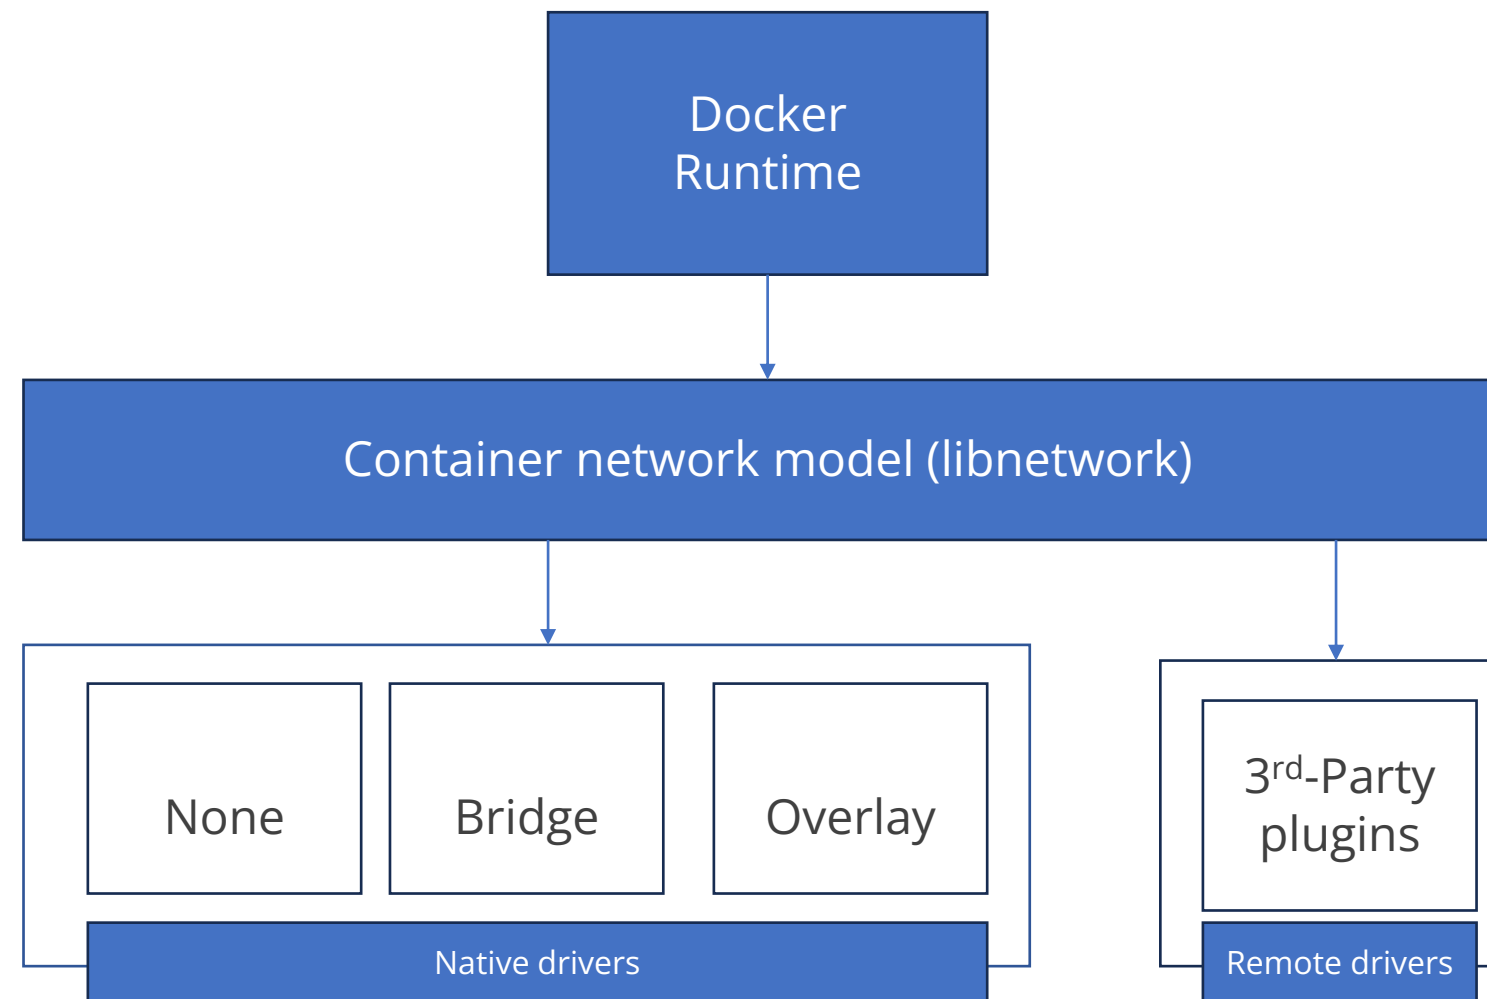 Docker
Runtime
Container network model (libnetwork)
None
Bridge
Overlay
3rd-Party
plugins
Native drivers
Remote drivers